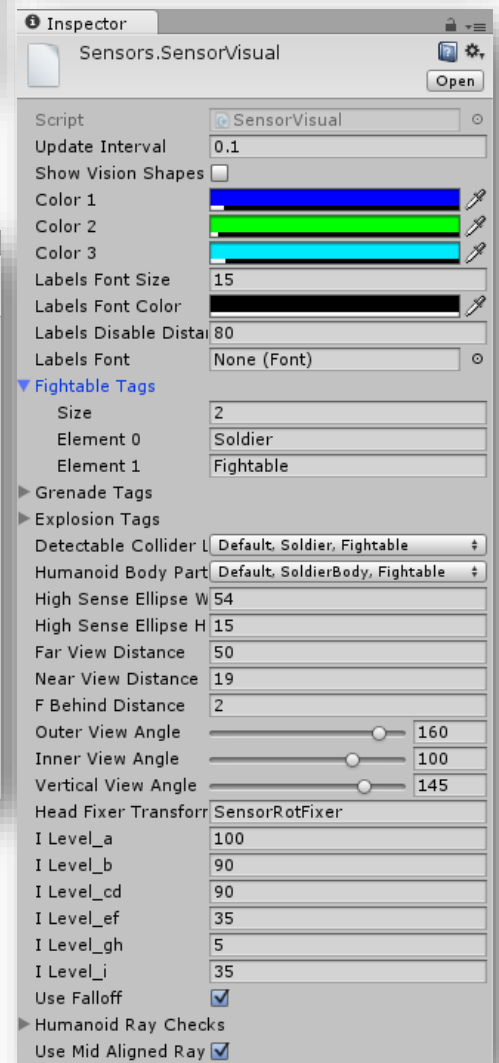 Inspector
Sensors.SensorVisual
Open
Script SensorVisual
Update Interval 0.1
Show Vision Shapes
Color 1
Color 2
Color 3
Labels Font Size 15
Labels Font Color
Labels Disable Distai 80
Labels Font None (Font)
Fightable Tags
Size 2
Element 0 Soldier
Element 1 Fightable
Grenade Tags
Explosion Tags
Detectable Collider L Default, Soldier, Fightable
Humanoid Body Part Default, SoldierBody, Fightable
High Sense Ellipse W 54
High Sense Ellipse H 15
Far View Distance 50
Near View Distance 19
F Behind Distance 2
Outer View Angle 160
Inner View Angle 100
Vertical View Angle 145
Head Fixer Transforr SensorRotFixer
I Level_a 100
I Level_b 90
I Level_cd 90
I Level_ef 35
I Level_gh 5
I Level_i 35
Use Falloff
Humanoid Ray Checks
Use Mid Aligned Ray